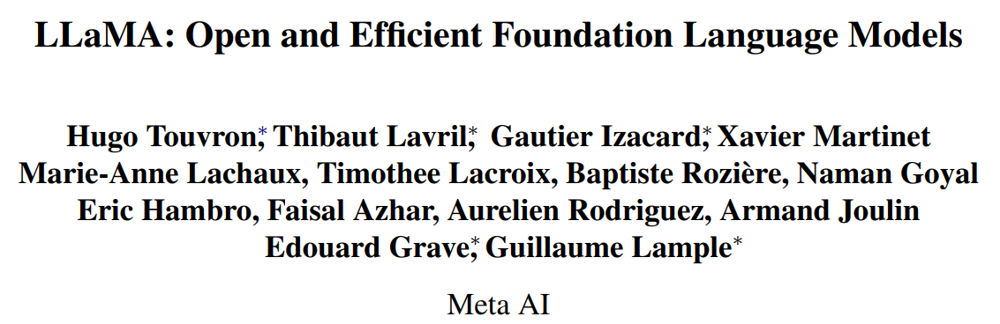 LLaMA: Open and Efficient Foundation Language Models
Hugo Touvron,* Thibaut Lavril,* Gautier Izacard,* Xavier Martinet
Marie-Anne Lachaux, Timothee Lacroix, Baptiste Rozière, Naman Goyal
Eric Hambro, Faisal Azhar, Aurelien Rodriguez, Armand Joulin
Edouard Grave,* Guillaume Lample*
Meta AI